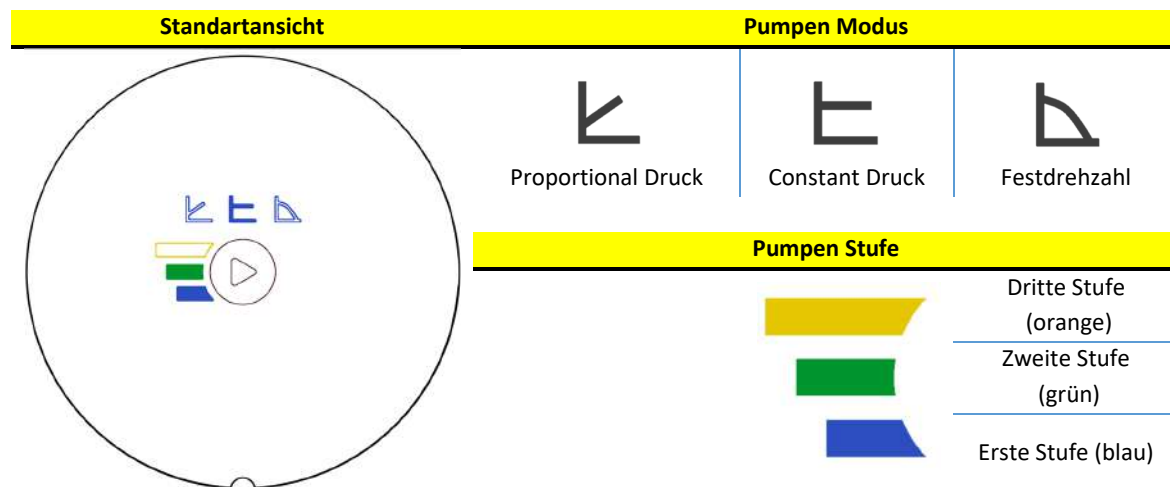 Standartansicht
Pumpen Modus
Proportional Druck
Constant Druck
Festdrehzahl
Pumpen Stufe
Dritte Stufe
(orange)
Zweite Stufe
(grün)
Erste Stufe (blau)